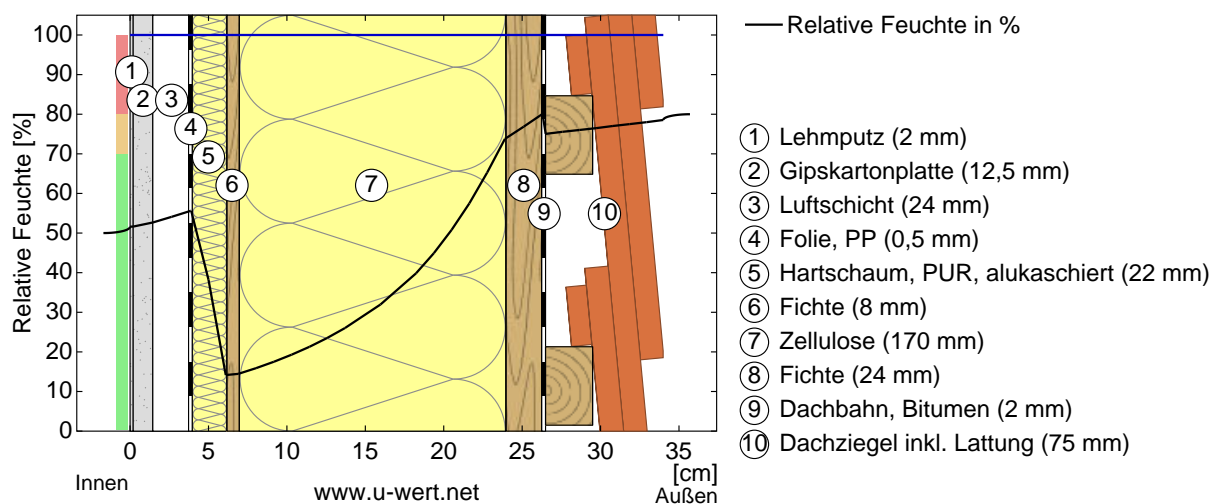 Relative Feuchte [%]
100
90
80
70
60
50
40
30
20
10
0
1
2
3
4
5
6
7
8
9
10
0
5
10
15
20
25
30
35
[cm]
Innen
www.u-wert.net
Außen
Relative Feuchte in %
1 Lehmputz (2 mm)
2 Gipskartonplatte (12,5 mm)
3 Luftschicht (24 mm)
4 Folie, PP (0,5 mm)
5 Hartschaum, PUR, alukaschiert (22 mm)
6 Fichte (8 mm)
7 Zellulose (170 mm)
8 Fichte (24 mm)
9 Dachbahn, Bitumen (2 mm)
10 Dachziegel inkl. Lattung (75 mm)